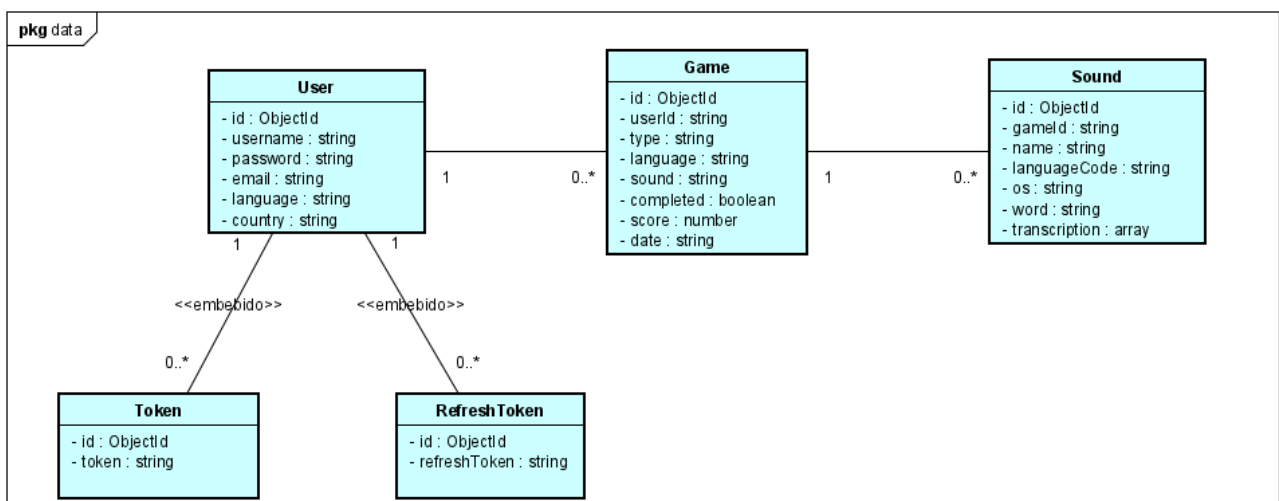 pkg data
User
- id : ObjectId
- username : string
- password : string
- email : string
- language : string
- country : string
Game
- id : ObjectId
- userId : string
- type : string
- language : string
- sound : string
- completed : boolean
- score : number
- date : string
Sound
- id : ObjectId
- gameId : string
- name : string
- languageCode : string
- os : string
- word : string
- transcription : array
1
0..*
1
0..*
1
1
<<embebido>>
<<embebido>>
0..*
0..*
Token
- id : ObjectId
- token : string
RefreshToken
- id : ObjectId
- refreshToken : string